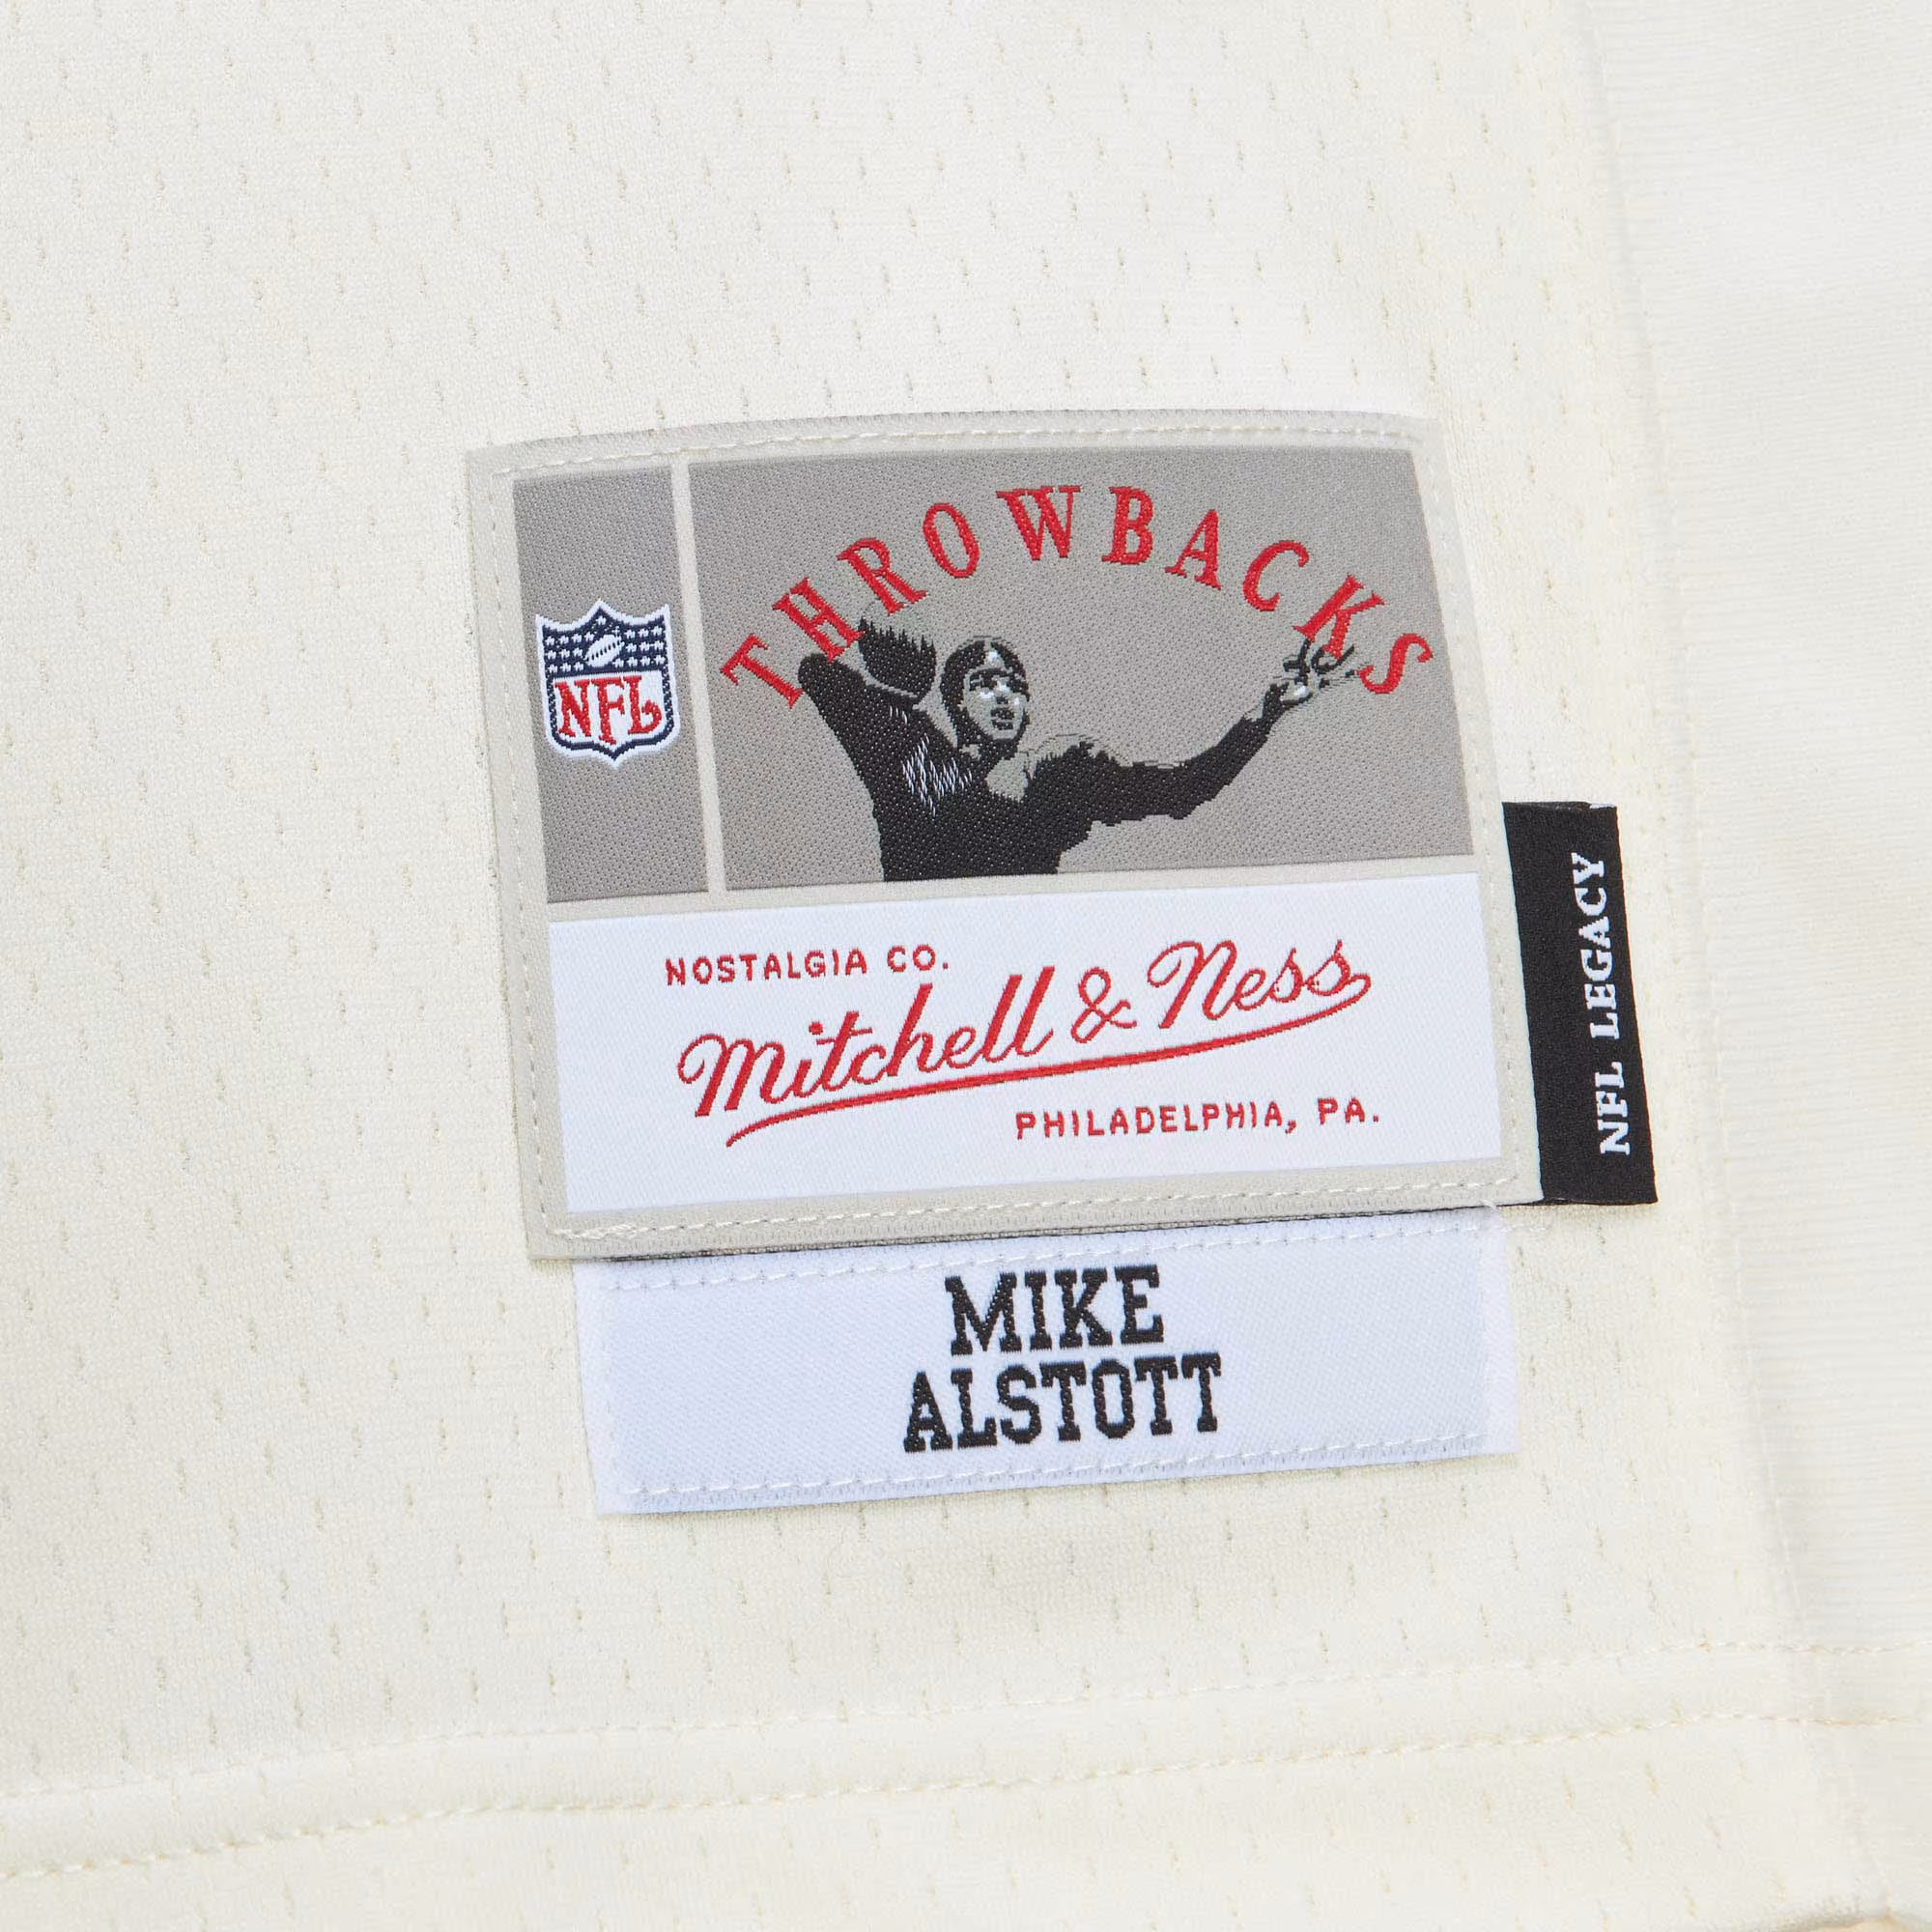 THROWBACKS
NFL
NOSTALGIA CO.
Mitchell & Ness
PHILADELPHIA, PA.
NFL LEGACY
MIKE
ALSTOTT